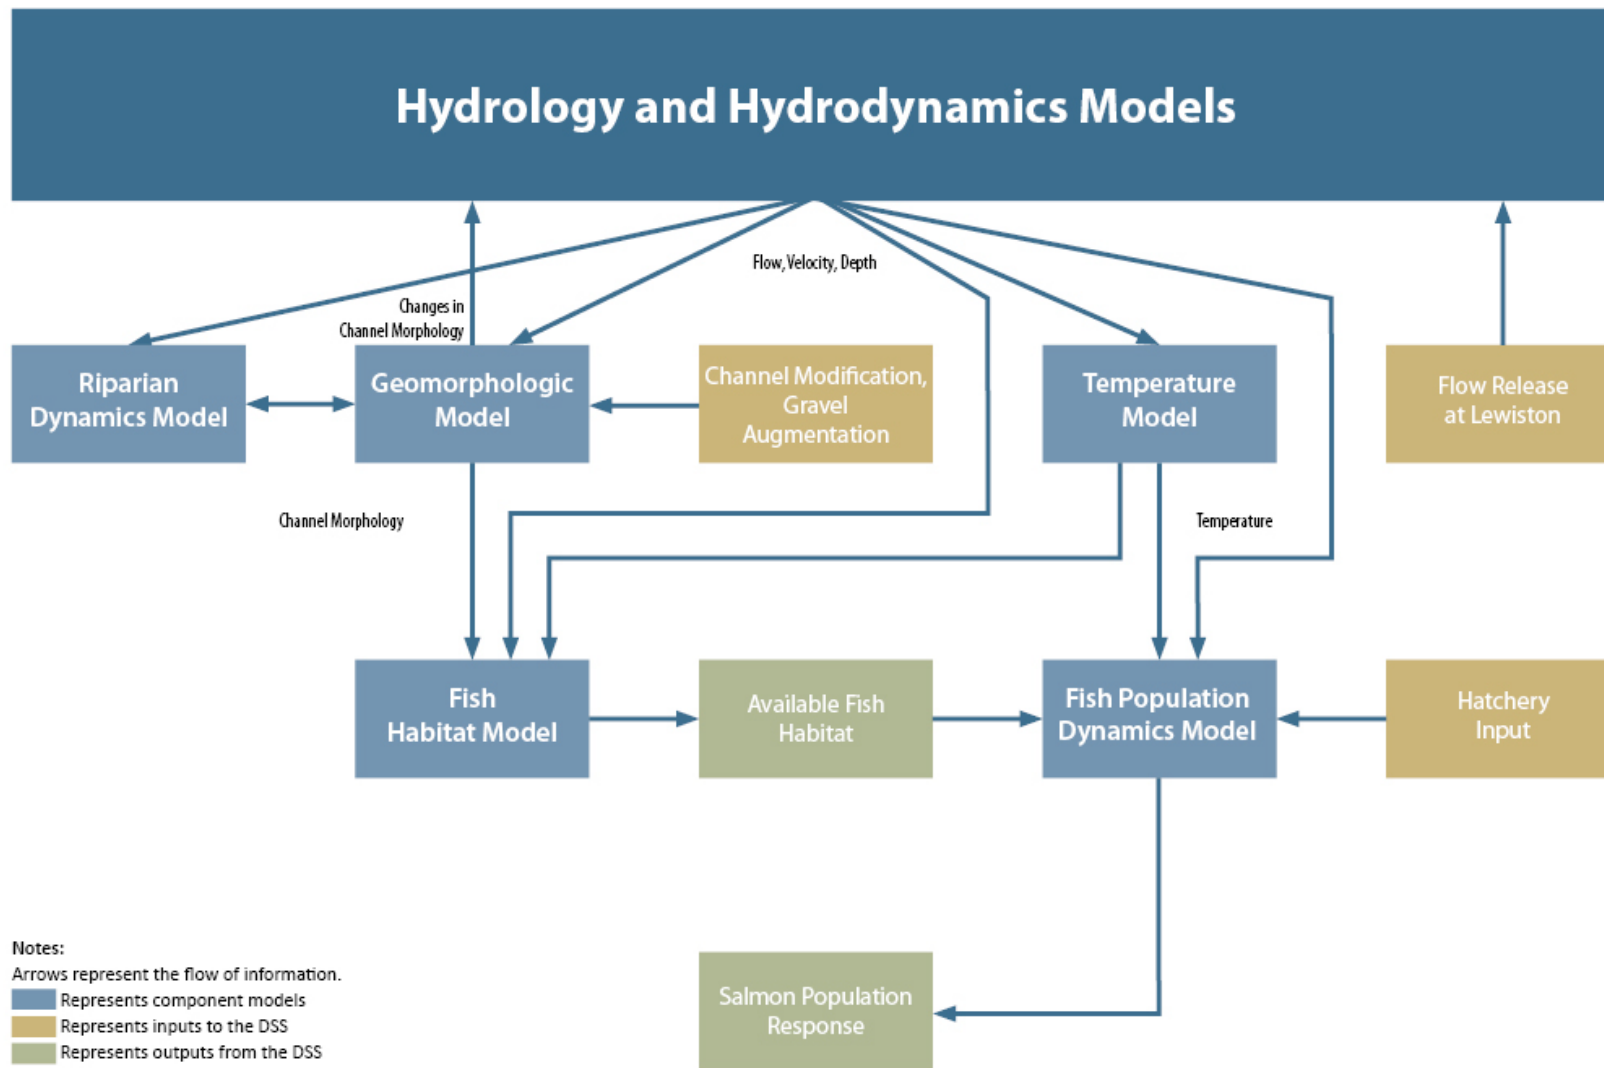 Hydrology and Hydrodynamics Models
Flow, Velocity, Depth
Changes in
Channel Morphology
Riparian
Dynamics Model
Geomorphologic
Model
Channel Modification,
Gravel
Augmentation
Temperature
Model
Flow Release
at Lewiston
Channel Morphology
Temperature
Fish
Habitat Model
Available Fish
Habitat
Fish Population
Dynamics Model
Hatchery
Input
Salmon Population
Response
Notes:
Arrows represent the flow of information.
Represents component models
Represents inputs to the DSS
Represents outputs from the DSS